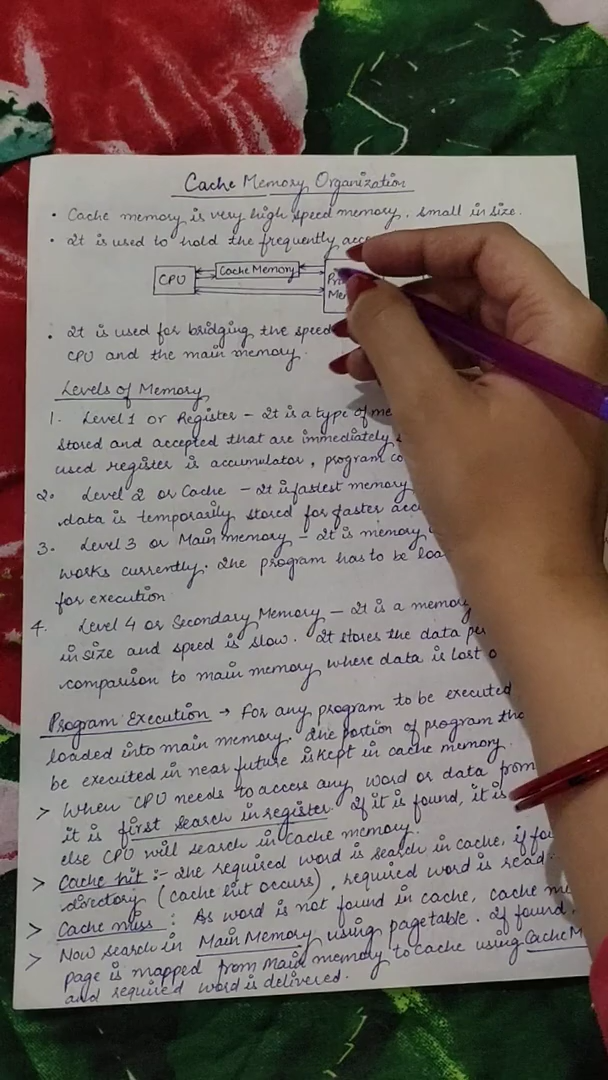 Cache Memory Organization
• Cache memory is very high speed memory, small in size.
• It is used to hold the frequently
CPU
Cache Memory
• It is used for bridging the speed
CPU and the main memory.
Levels of Memory
1. Level 1 or Register – It is a type of
stored and accepted that are immediately
used register is accumulator, program
2. Level 2 or Cache – It is fastest memory
data is temporarily stored for faster
3. Level 3 or Main memory – It is memory
works currently. The program has to be
for execution
4. Level 4 or Secondary Memory – It is a memory
in size and speed is slow. It stores the data
comparison to main memory where data is lost
Program Execution → For any program to be executed
loaded into main memory. The portion of program
be executed in near future is kept in cache memory.
> When CPU needs to access any word or data from
it is first search in register. If it is found, it is
else CPU will search in cache memory.
> Cache hit :- The required word is search in cache, if
directory (cache hit occurs), required word is read.
> Cache miss : As word is not found in cache, cache
> Now search in Main Memory using pagetable. If found,
page is mapped from main memory to cache using Cache
and required word is delivered.